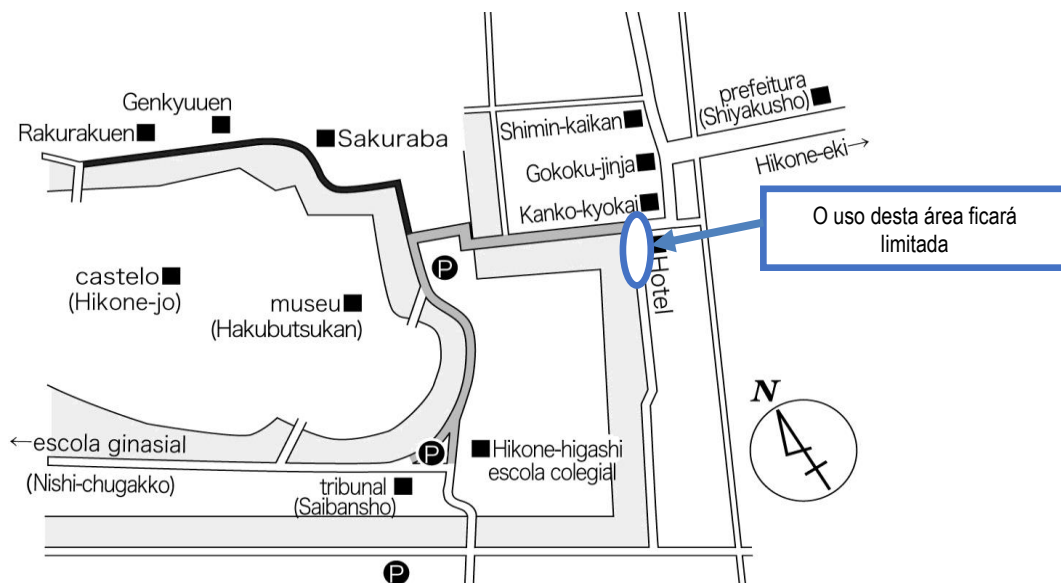 Genkyuuen
Rakurakuen
Sakuraba
prefeitura
(Shiyakusho)
Shimin-kaikan
Hikone-eki→
Gokoku-jinja
Kanko-kyokai
O uso desta área ficará
limitada
P
castelo
(Hikone-jo)
museu
(Hakubutsukan)
Hotel
N
←escola ginasial
(Nishi-chugakko)
P
Hikone-higashi
escola colegial
tribunal
(Saibansho)
P